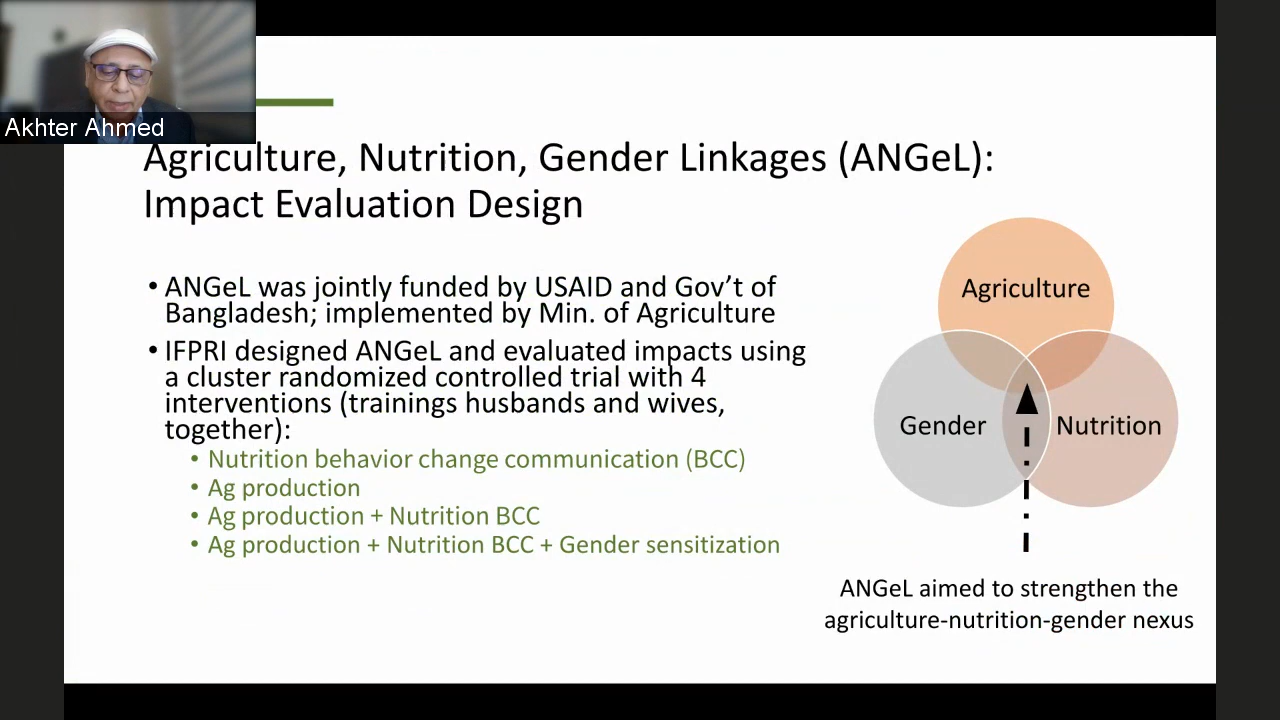 Akhter Ahmed
Agriculture, Nutrition, Gender Linkages (ANGeL):
Impact Evaluation Design
• ANGeL was jointly funded by USAID and Gov’t of
Bangladesh; implemented by Min. of Agriculture
• IFPRI designed ANGeL and evaluated impacts using
a cluster randomized controlled trial with 4
interventions (trainings husbands and wives,
together):
• Nutrition behavior change communication (BCC)
• Ag production
• Ag production + Nutrition BCC
• Ag production + Nutrition BCC + Gender sensitization
Agriculture
Gender
Nutrition
ANGeL aimed to strengthen the
agriculture-nutrition-gender nexus